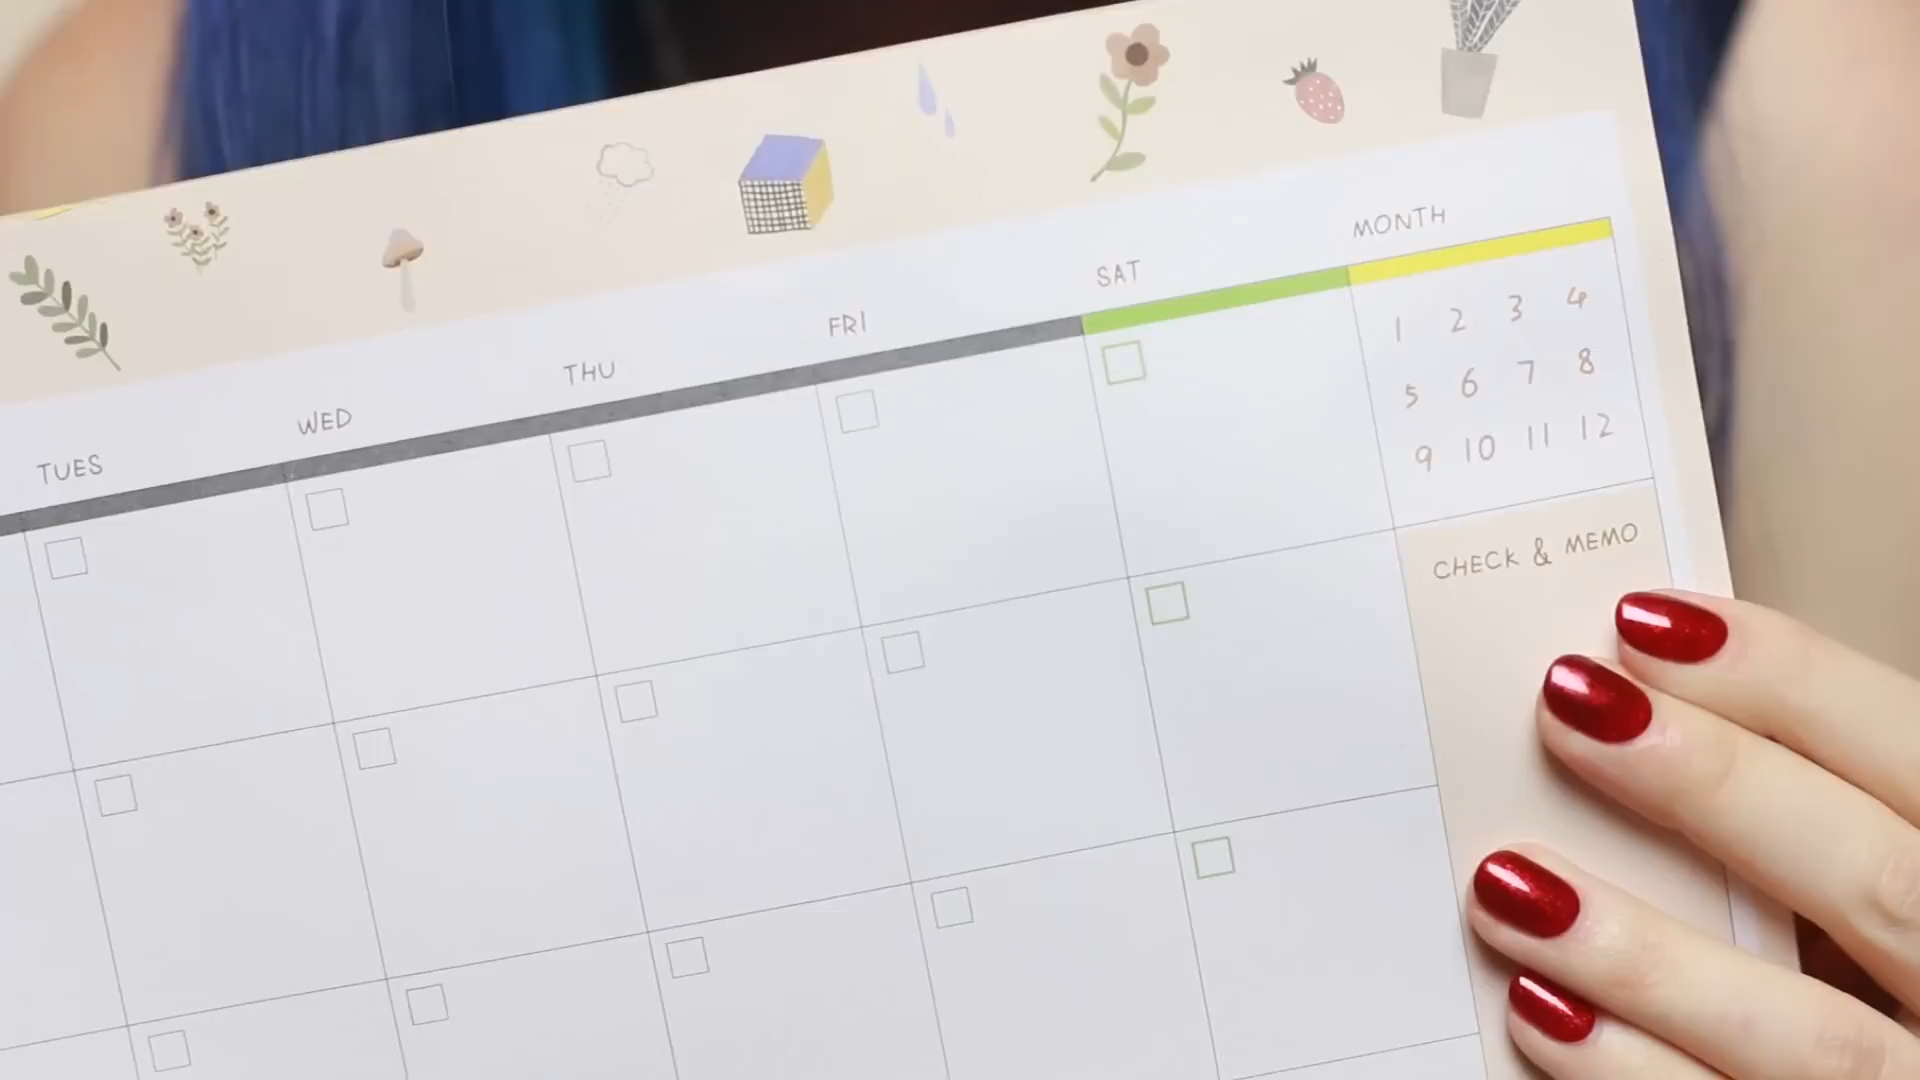 TUES WED THU FRI SAT MONTH
1 2 3 4
5 6 7 8
9 10 11 12
CHECK & MEMO